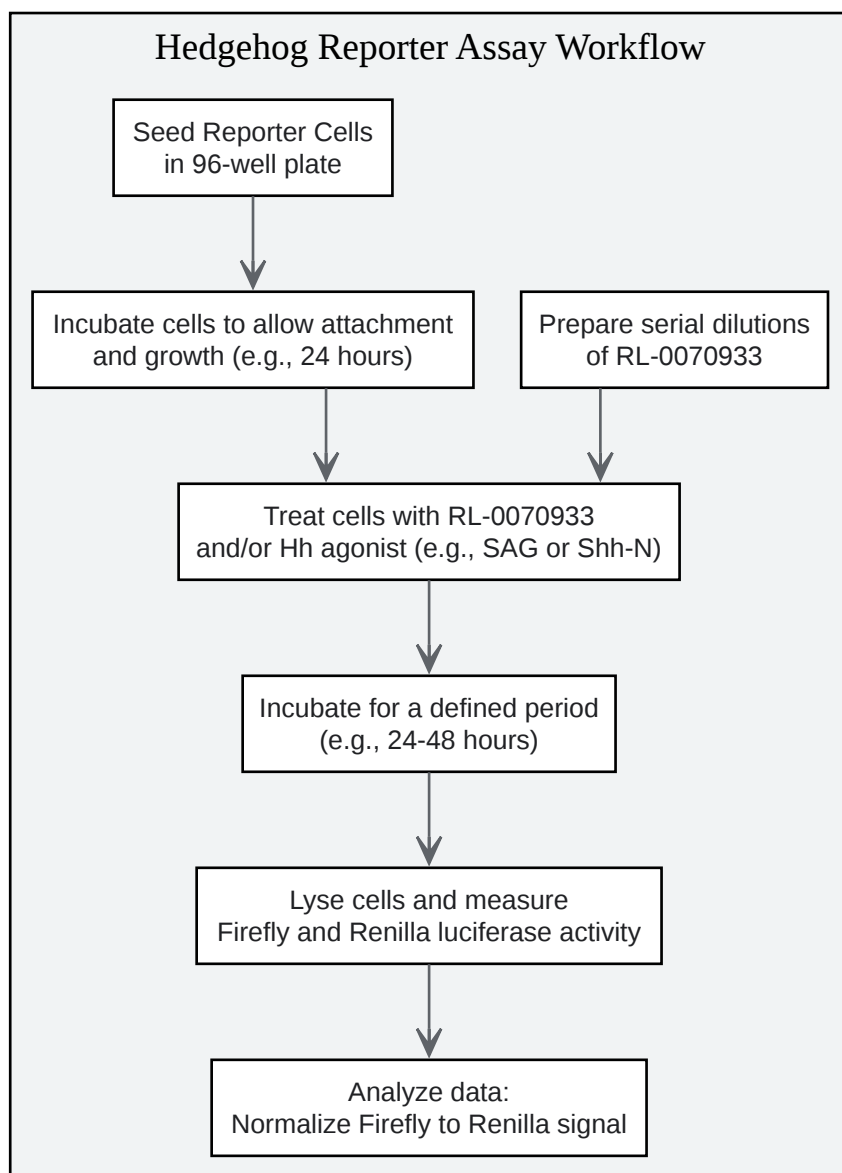 Hedgehog Reporter Assay Workflow
Seed Reporter Cells
in 96-well plate
Incubate cells to allow attachment
and growth (e.g., 24 hours)
Prepare serial dilutions
of RL-0070933
Treat cells with RL-0070933
and/or Hh agonist (e.g., SAG or Shh-N)
Incubate for a defined period
(e.g., 24-48 hours)
Lyse cells and measure
Firefly and Renilla luciferase activity
Analyze data:
Normalize Firefly to Renilla signal